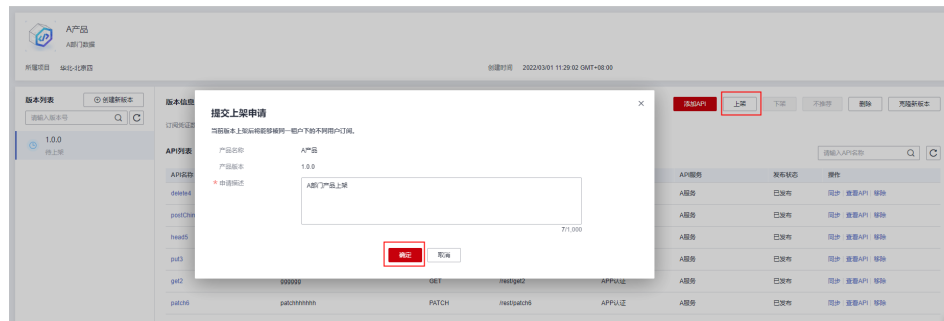 A产品
A部门数据
所属项目 华北-北京四
创建时间 2022/03/01 11:29:02 GMT+08:00
版本列表
创建新版本
请输入版本号
1.0.0
待上架
版本信息
添加API 上架 下架 不推荐 删除 克隆新版本
API列表
请输入API名称
API名称 API服务 发布状态 操作
delete4 A服务 已发布 同步 查看API 移除
postChin A服务 已发布 同步 查看API 移除
head5 A服务 已发布 同步 查看API 移除
put3 A服务 已发布 同步 查看API 移除
get2 gggggg GET /rest/get2 APP认证 A服务 已发布 同步 查看API 移除
patch6 patchhhhhhh PATCH /rest/patch6 APP认证 A服务 已发布 同步 查看API 移除
提交上架申请
当前版本上架后将能够被同一租户下的不同用户订阅。
产品名称 A产品
产品版本 1.0.0
* 申请描述 A部门产品上架
7/1,000
确定 取消